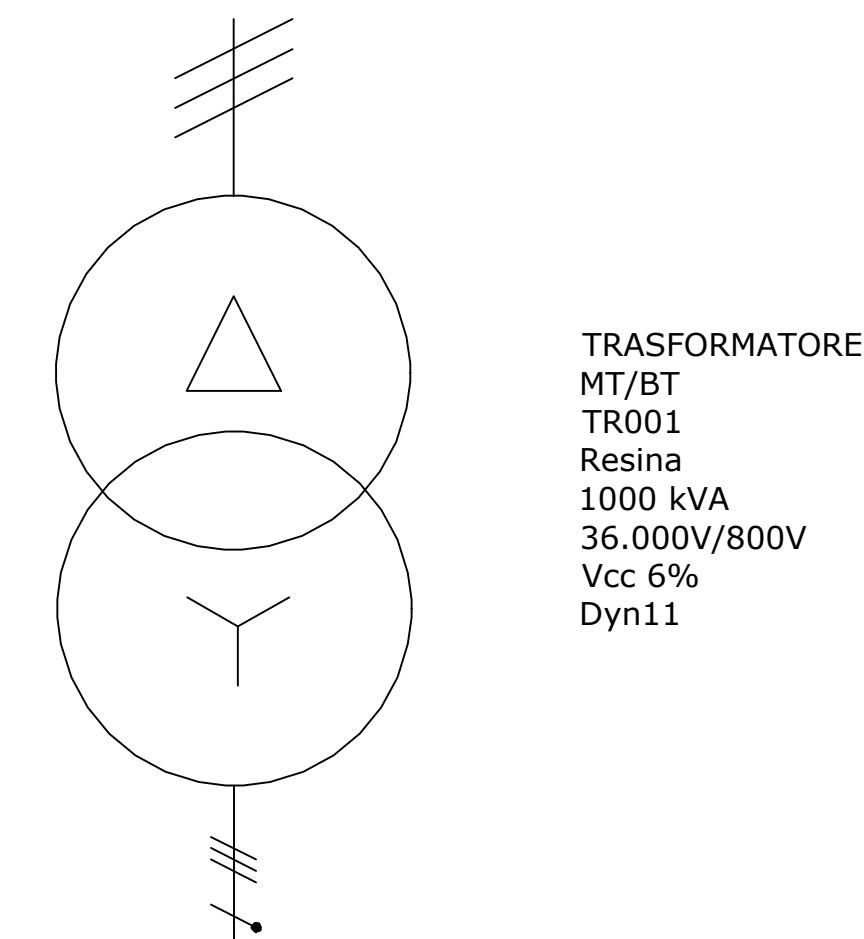 TRASFORMATORE
MT/BT
TR001
Resina
1000 kVA
36.000V/800V
Vcc 6%
Dyn11